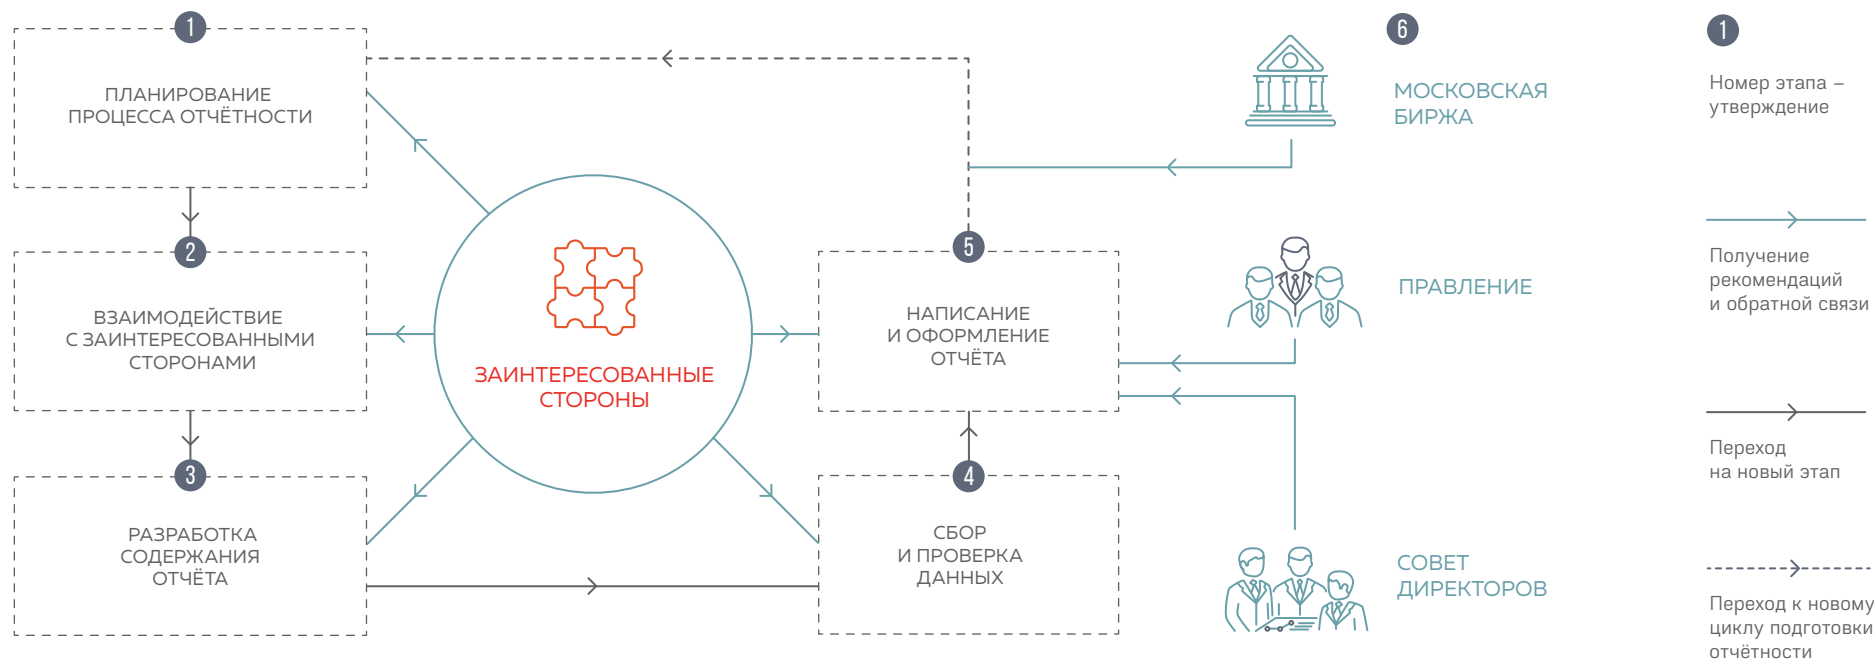 1
ПЛАНИРОВАНИЕ
ПРОЦЕССА ОТЧЁТНОСТИ
2
ВЗАИМОДЕЙСТВИЕ
С ЗАИНТЕРЕСОВАННЫМИ
СТОРОНАМИ
3
РАЗРАБОТКА
СОДЕРЖАНИЯ
ОТЧЁТА
ЗАИНТЕРЕСОВАННЫЕ
СТОРОНЫ
5
НАПИСАНИЕ
И ОФОРМЛЕНИЕ
ОТЧЁТА
4
СБОР
И ПРОВЕРКА
ДАННЫХ
6
МОСКОВСКАЯ
БИРЖА
ПРАВЛЕНИЕ
СОВЕТ
ДИРЕКТОРОВ
1
Номер этапа –
утверждение
Получение
рекомендаций
и обратной связи
Переход
на новый этап
Переход к новому
циклу подготовки
отчётности